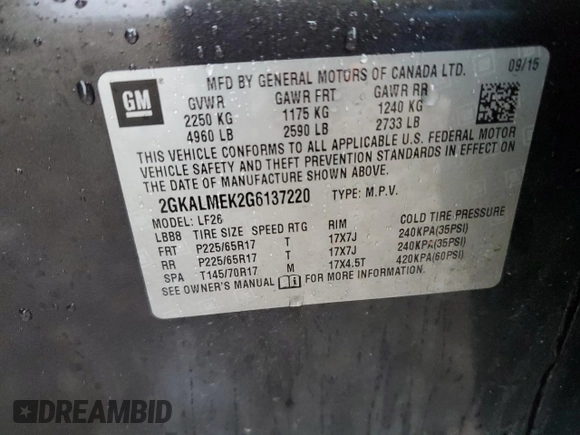 GM
MFD BY GENERAL MOTORS OF CANADA LTD. 09/15
GVWR GAWR FRT GAWR RR
2250 KG 1175 KG 1240 KG
4960 LB 2590 LB 2733 LB
THIS VEHICLE CONFORMS TO ALL APPLICABLE U.S. FEDERAL MOTOR
VEHICLE SAFETY AND THEFT PREVENTION STANDARDS IN EFFECT
ON THE DATE OF MANUFACTURE SHOWN ABOVE.
2GKALMEK2G6137220 TYPE: M.P.V.
MODEL: LF26
LBB8 TIRE SIZE SPEED RTG RIM COLD TIRE PRESSURE
FRT P225/65R17 T 17X7J 240KPA(35PSI)
RR P225/65R17 T 17X7J 240KPA(35PSI)
SPA T145/70R17 M 17X4.5T 420KPA(60PSI)
SEE OWNER'S MANUAL FOR MORE INFORMATION.
DREAMBID